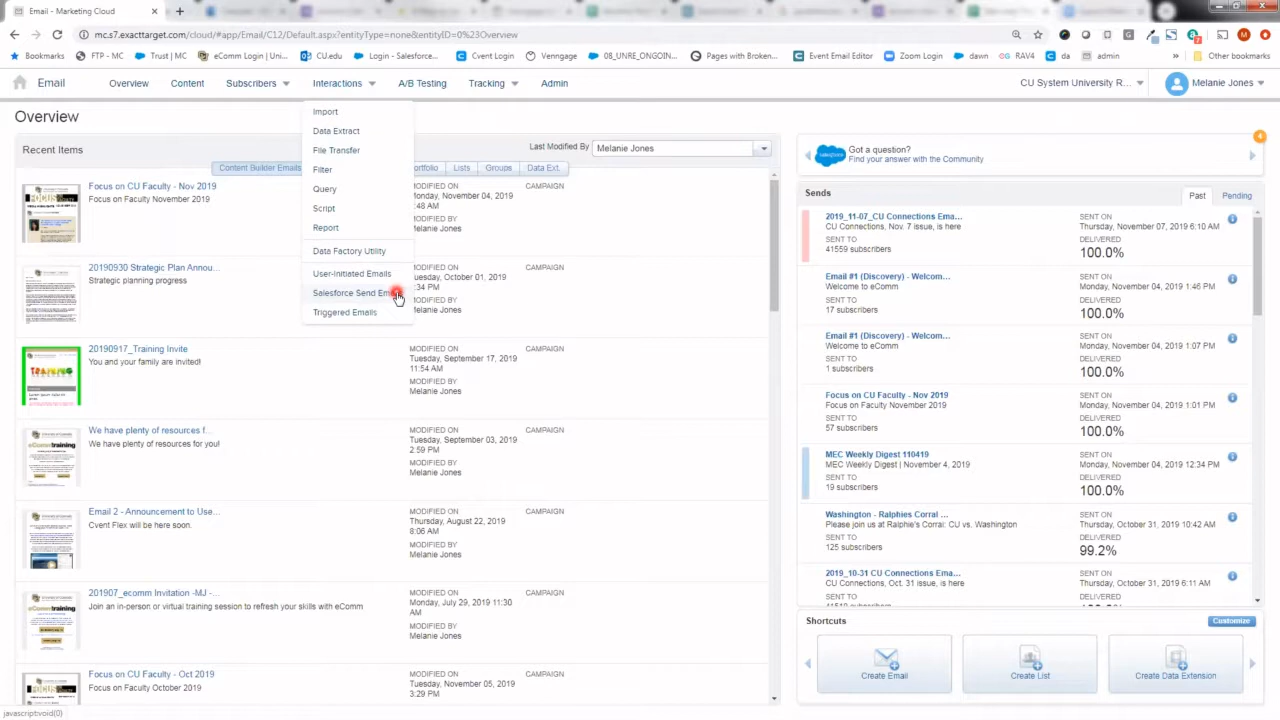 Email - Marketing Cloud
mc.s7.exacttarget.com/cloud/#app/Email/C12/Default.aspx?entityType=none&entityID=0%23Overview
Bookmarks FTP - MC Trust | MC eComm Login | Uni... CU.edu Login - Salesforce... Cvent Login Venngage 08_UNRE_ONGOIN... Pages with Broken... Event Email Editor Zoom Login dawn RAV4 da admin » Other bookmarks
Email Overview Content Subscribers Interactions A/B Testing Tracking Admin CU System University R... Melanie Jones
Overview
Recent Items
Last Modified By Melanie Jones
Content Builder Emails
Lists Groups Data Ext.
Import
Data Extract
File Transfer
Filter
Query
Script
Report
Data Factory Utility
User-Initiated Emails
Salesforce Send Em
Triggered Emails
Focus on CU Faculty - Nov 2019
Focus on Faculty November 2019
MODIFIED ON
Monday, November 04, 2019
:48 AM
MODIFIED BY
Melanie Jones
CAMPAIGN
20190930 Strategic Plan Annou...
Strategic planning progress
MODIFIED ON
uesday, October 01, 2019
:34 PM
MODIFIED BY
Melanie Jones
CAMPAIGN
20190917_Training Invite
You and your family are invited!
MODIFIED ON
Tuesday, September 17, 2019
11:54 AM
MODIFIED BY
Melanie Jones
CAMPAIGN
We have plenty of resources f...
We have plenty of resources for you!
MODIFIED ON
Tuesday, September 03, 2019
2:59 PM
MODIFIED BY
Melanie Jones
CAMPAIGN
Email 2 - Announcement to Use...
Cvent Flex will be here soon.
MODIFIED ON
Thursday, August 22, 2019
8:06 AM
MODIFIED BY
Melanie Jones
CAMPAIGN
201907_ecomm Invitation -MJ -...
Join an in-person or virtual training session to refresh your skills with eComm
MODIFIED ON
Monday, July 29, 2019 11:30
AM
MODIFIED BY
Melanie Jones
CAMPAIGN
Focus on CU Faculty - Oct 2019
Focus on Faculty October 2019
MODIFIED ON
Tuesday, November 05, 2019
3:29 PM
CAMPAIGN
Got a question?
Find your answer with the Community
4
Sends
Past Pending
2019_11-07_CU Connections Ema...
CU Connections, Nov. 7 issue, is here
SENT TO
41559 subscribers
SENT ON
Thursday, November 07, 2019 6:10 AM
DELIVERED
100.0%
Email #1 (Discovery) - Welcom...
Welcome to eComm
SENT TO
17 subscribers
SENT ON
Monday, November 04, 2019 1:46 PM
DELIVERED
100.0%
Email #1 (Discovery) - Welcom...
Welcome to eComm
SENT TO
1 subscribers
SENT ON
Monday, November 04, 2019 1:07 PM
DELIVERED
100.0%
Focus on CU Faculty - Nov 2019
Focus on Faculty November 2019
SENT TO
57 subscribers
SENT ON
Monday, November 04, 2019 1:01 PM
DELIVERED
100.0%
MEC Weekly Digest 110419
MEC Weekly Digest | November 4, 2019
SENT TO
19 subscribers
SENT ON
Monday, November 04, 2019 12:34 PM
DELIVERED
100.0%
Washington - Ralphies Corral ...
Please join us at Ralphie's Corral: CU vs. Washington
SENT TO
125 subscribers
SENT ON
Thursday, October 31, 2019 10:42 AM
DELIVERED
99.2%
2019_10-31 CU Connections Ema...
CU Connections, Oct. 31 issue, is here
SENT TO
SENT ON
Thursday, October 31, 2019 6:11 AM
DELIVERED
Shortcuts
Customize
Create Email
Create List
Create Data Extension
javascript:void(0)